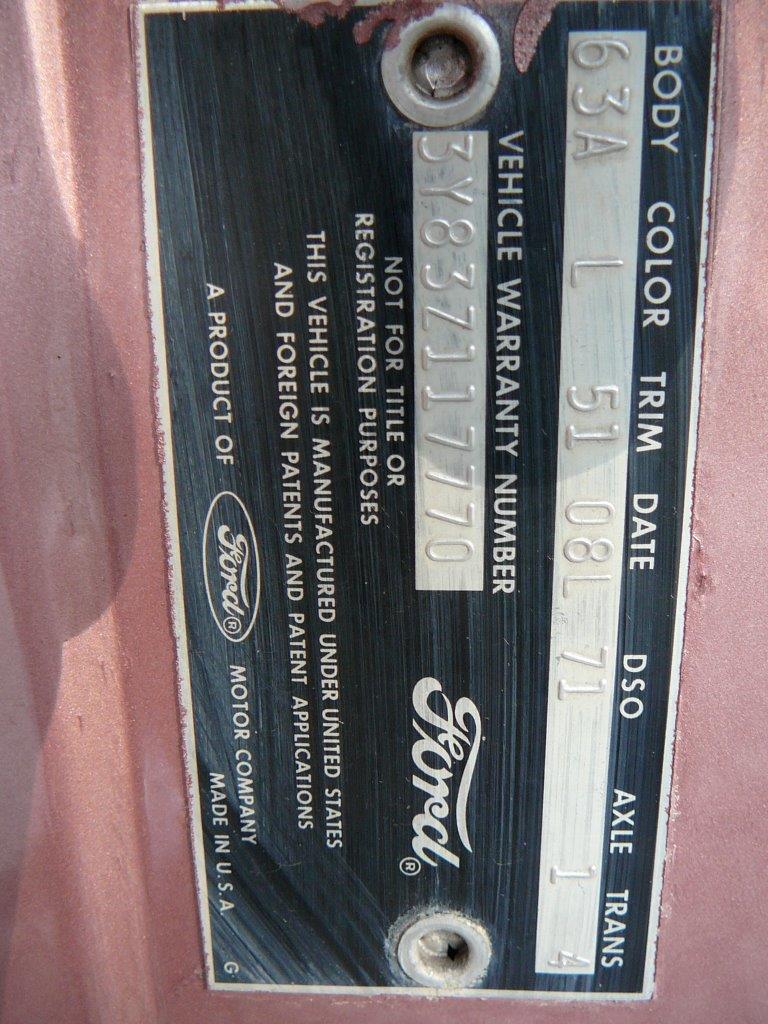 BODY COLOR TRIM DATE DSO AXLE TRANS
63A L 51 08L 71 1 4
VEHICLE WARRANTY NUMBER
3Y83Z117770
Ford®
NOT FOR TITLE OR
REGISTRATION PURPOSES
THIS VEHICLE IS MANUFACTURED UNDER UNITED STATES
AND FOREIGN PATENTS AND PATENT APPLICATIONS
A PRODUCT OF Ford® MOTOR COMPANY
MADE IN U.S.A
G